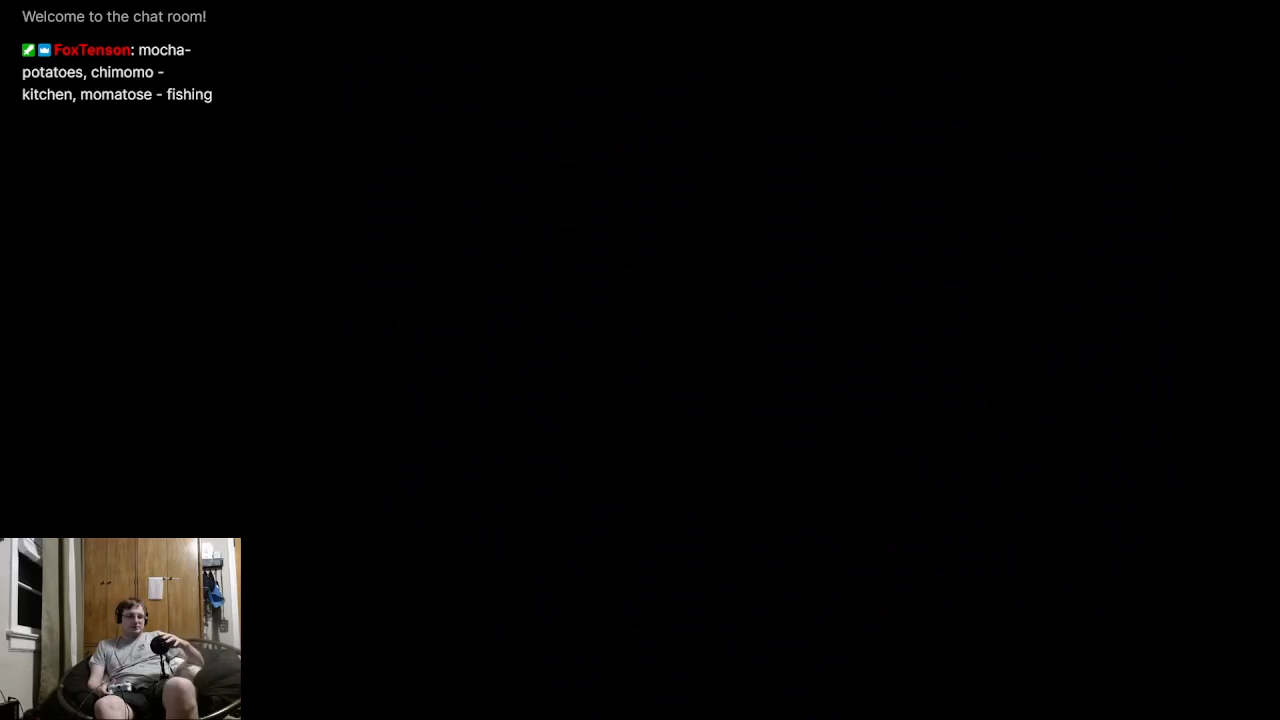 Welcome to the chat room!
FoxTenson: mocha-
potatoes, chimomo -
kitchen, momatose - fishing